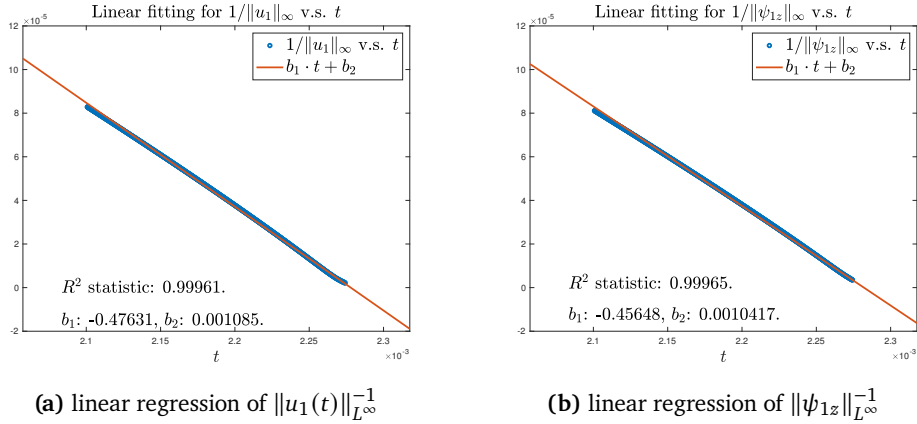 Linear fitting for 1/‖u₁‖∞ v.s. t
×10⁻⁵
12
10
8
6
4
2
0
-2
1/‖u₁‖∞ v.s. t
b₁ · t + b₂
R² statistic: 0.99961.
b₁: -0.47631, b₂: 0.001085.
2.1
2.15
2.2
2.25
2.3
t
×10⁻³
(a) linear regression of ‖u₁(t)‖⁻¹_L∞
Linear fitting for 1/‖ψ₁z‖∞ v.s. t
×10⁻⁵
12
10
8
6
4
2
0
-2
1/‖ψ₁z‖∞ v.s. t
b₁ · t + b₂
R² statistic: 0.99965.
b₁: -0.45648, b₂: 0.0010417.
2.1
2.15
2.2
2.25
2.3
t
×10⁻³
(b) linear regression of ‖ψ₁z‖⁻¹_L∞